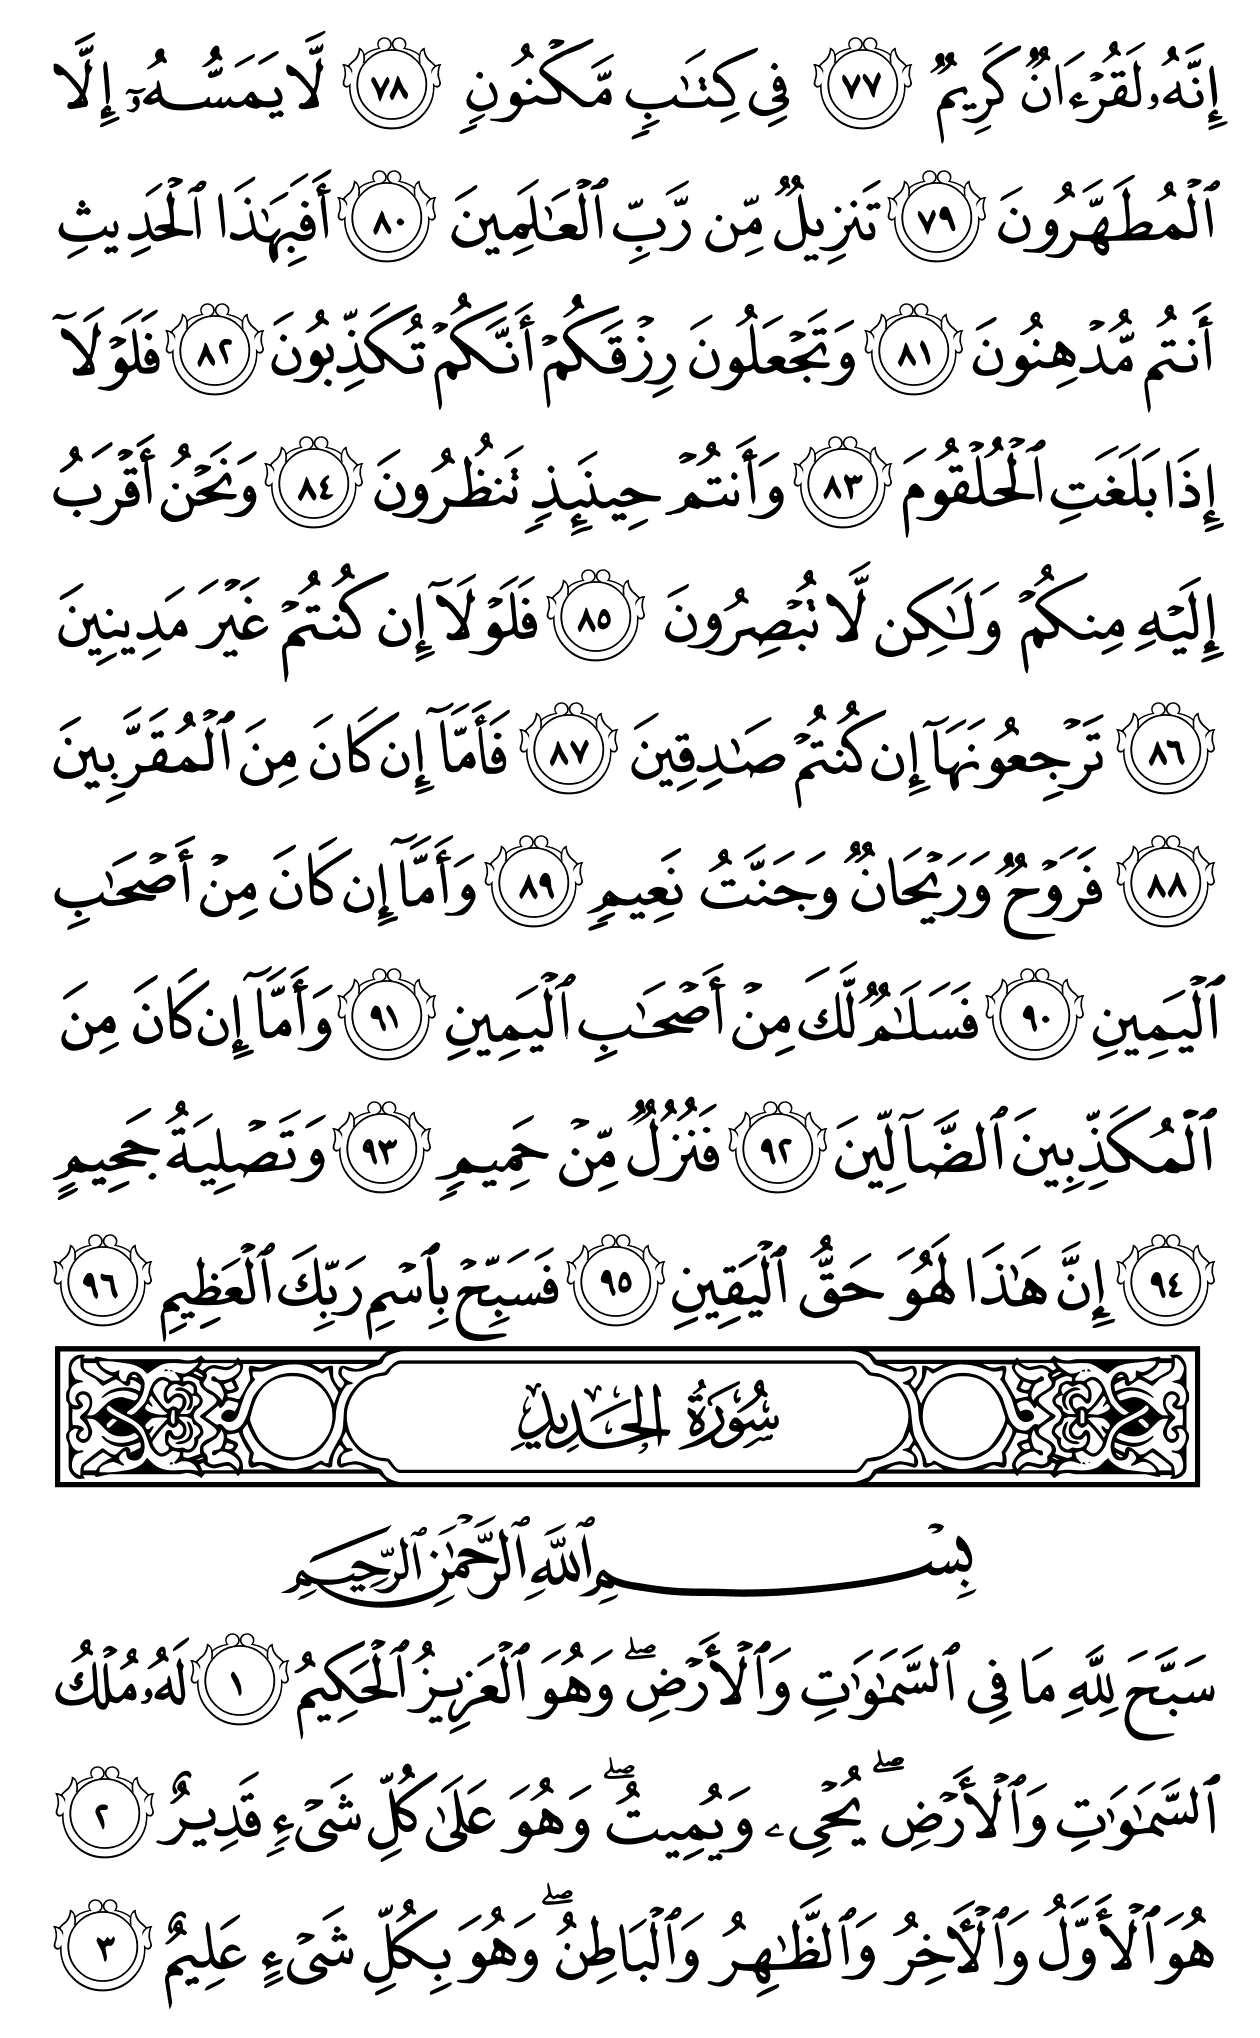 إِنَّهُۥ لَقُرْءَانٌ كَرِيمٌ ٧٧ فِى كِتَٰبٍ مَّكْنُونٍ ٧٨ لَّا يَمَسُّهُۥٓ إِلَّا
ٱلْمُطَهَّرُونَ ٧٩ تَنزِيلٌ مِّن رَّبِّ ٱلْعَٰلَمِينَ ٨٠ أَفَبِهَٰذَا ٱلْحَدِيثِ
أَنتُم مُّدْهِنُونَ ٨١ وَتَجْعَلُونَ رِزْقَكُمْ أَنَّكُمْ تُكَذِّبُونَ ٨٢ فَلَوْلَآ
إِذَا بَلَغَتِ ٱلْحُلْقُومَ ٨٣ وَأَنتُمْ حِينَئِذٍ تَنظُرُونَ ٨٤ وَنَحْنُ أَقْرَبُ
إِلَيْهِ مِنكُمْ وَلَٰكِن لَّا تُبْصِرُونَ ٨٥ فَلَوْلَآ إِن كُنتُمْ غَيْرَ مَدِينِينَ
٨٦ تَرْجِعُونَهَآ إِن كُنتُمْ صَٰدِقِينَ ٨٧ فَأَمَّآ إِن كَانَ مِنَ ٱلْمُقَرَّبِينَ
٨٨ فَرَوْحٌ وَرَيْحَانٌ وَجَنَّتُ نَعِيمٍ ٨٩ وَأَمَّآ إِن كَانَ مِنْ أَصْحَٰبِ
ٱلْيَمِينِ ٩٠ فَسَلَٰمٌ لَّكَ مِنْ أَصْحَٰبِ ٱلْيَمِينِ ٩١ وَأَمَّآ إِن كَانَ مِنَ
ٱلْمُكَذِّبِينَ ٱلضَّآلِّينَ ٩٢ فَنُزُلٌ مِّنْ حَمِيمٍ ٩٣ وَتَصْلِيَةُ جَحِيمٍ
٩٤ إِنَّ هَٰذَا لَهُوَ حَقُّ ٱلْيَقِينِ ٩٥ فَسَبِّحْ بِٱسْمِ رَبِّكَ ٱلْعَظِيمِ ٩٦
سُورَةُ الحَدِيدِ
بِسْمِ ٱللَّهِ ٱلرَّحْمَٰنِ ٱلرَّحِيمِ
سَبَّحَ لِلَّهِ مَا فِى ٱلسَّمَٰوَٰتِ وَٱلْأَرْضِ ۖ وَهُوَ ٱلْعَزِيزُ ٱلْحَكِيمُ ١ لَهُۥ مُلْكُ
ٱلسَّمَٰوَٰتِ وَٱلْأَرْضِ ۖ يُحْىِۦ وَيُمِيتُ ۖ وَهُوَ عَلَىٰ كُلِّ شَىْءٍ قَدِيرٌ ٢
هُوَ ٱلْأَوَّلُ وَٱلْءَاخِرُ وَٱلظَّٰهِرُ وَٱلْبَاطِنُ ۖ وَهُوَ بِكُلِّ شَىْءٍ عَلِيمٌ ٣